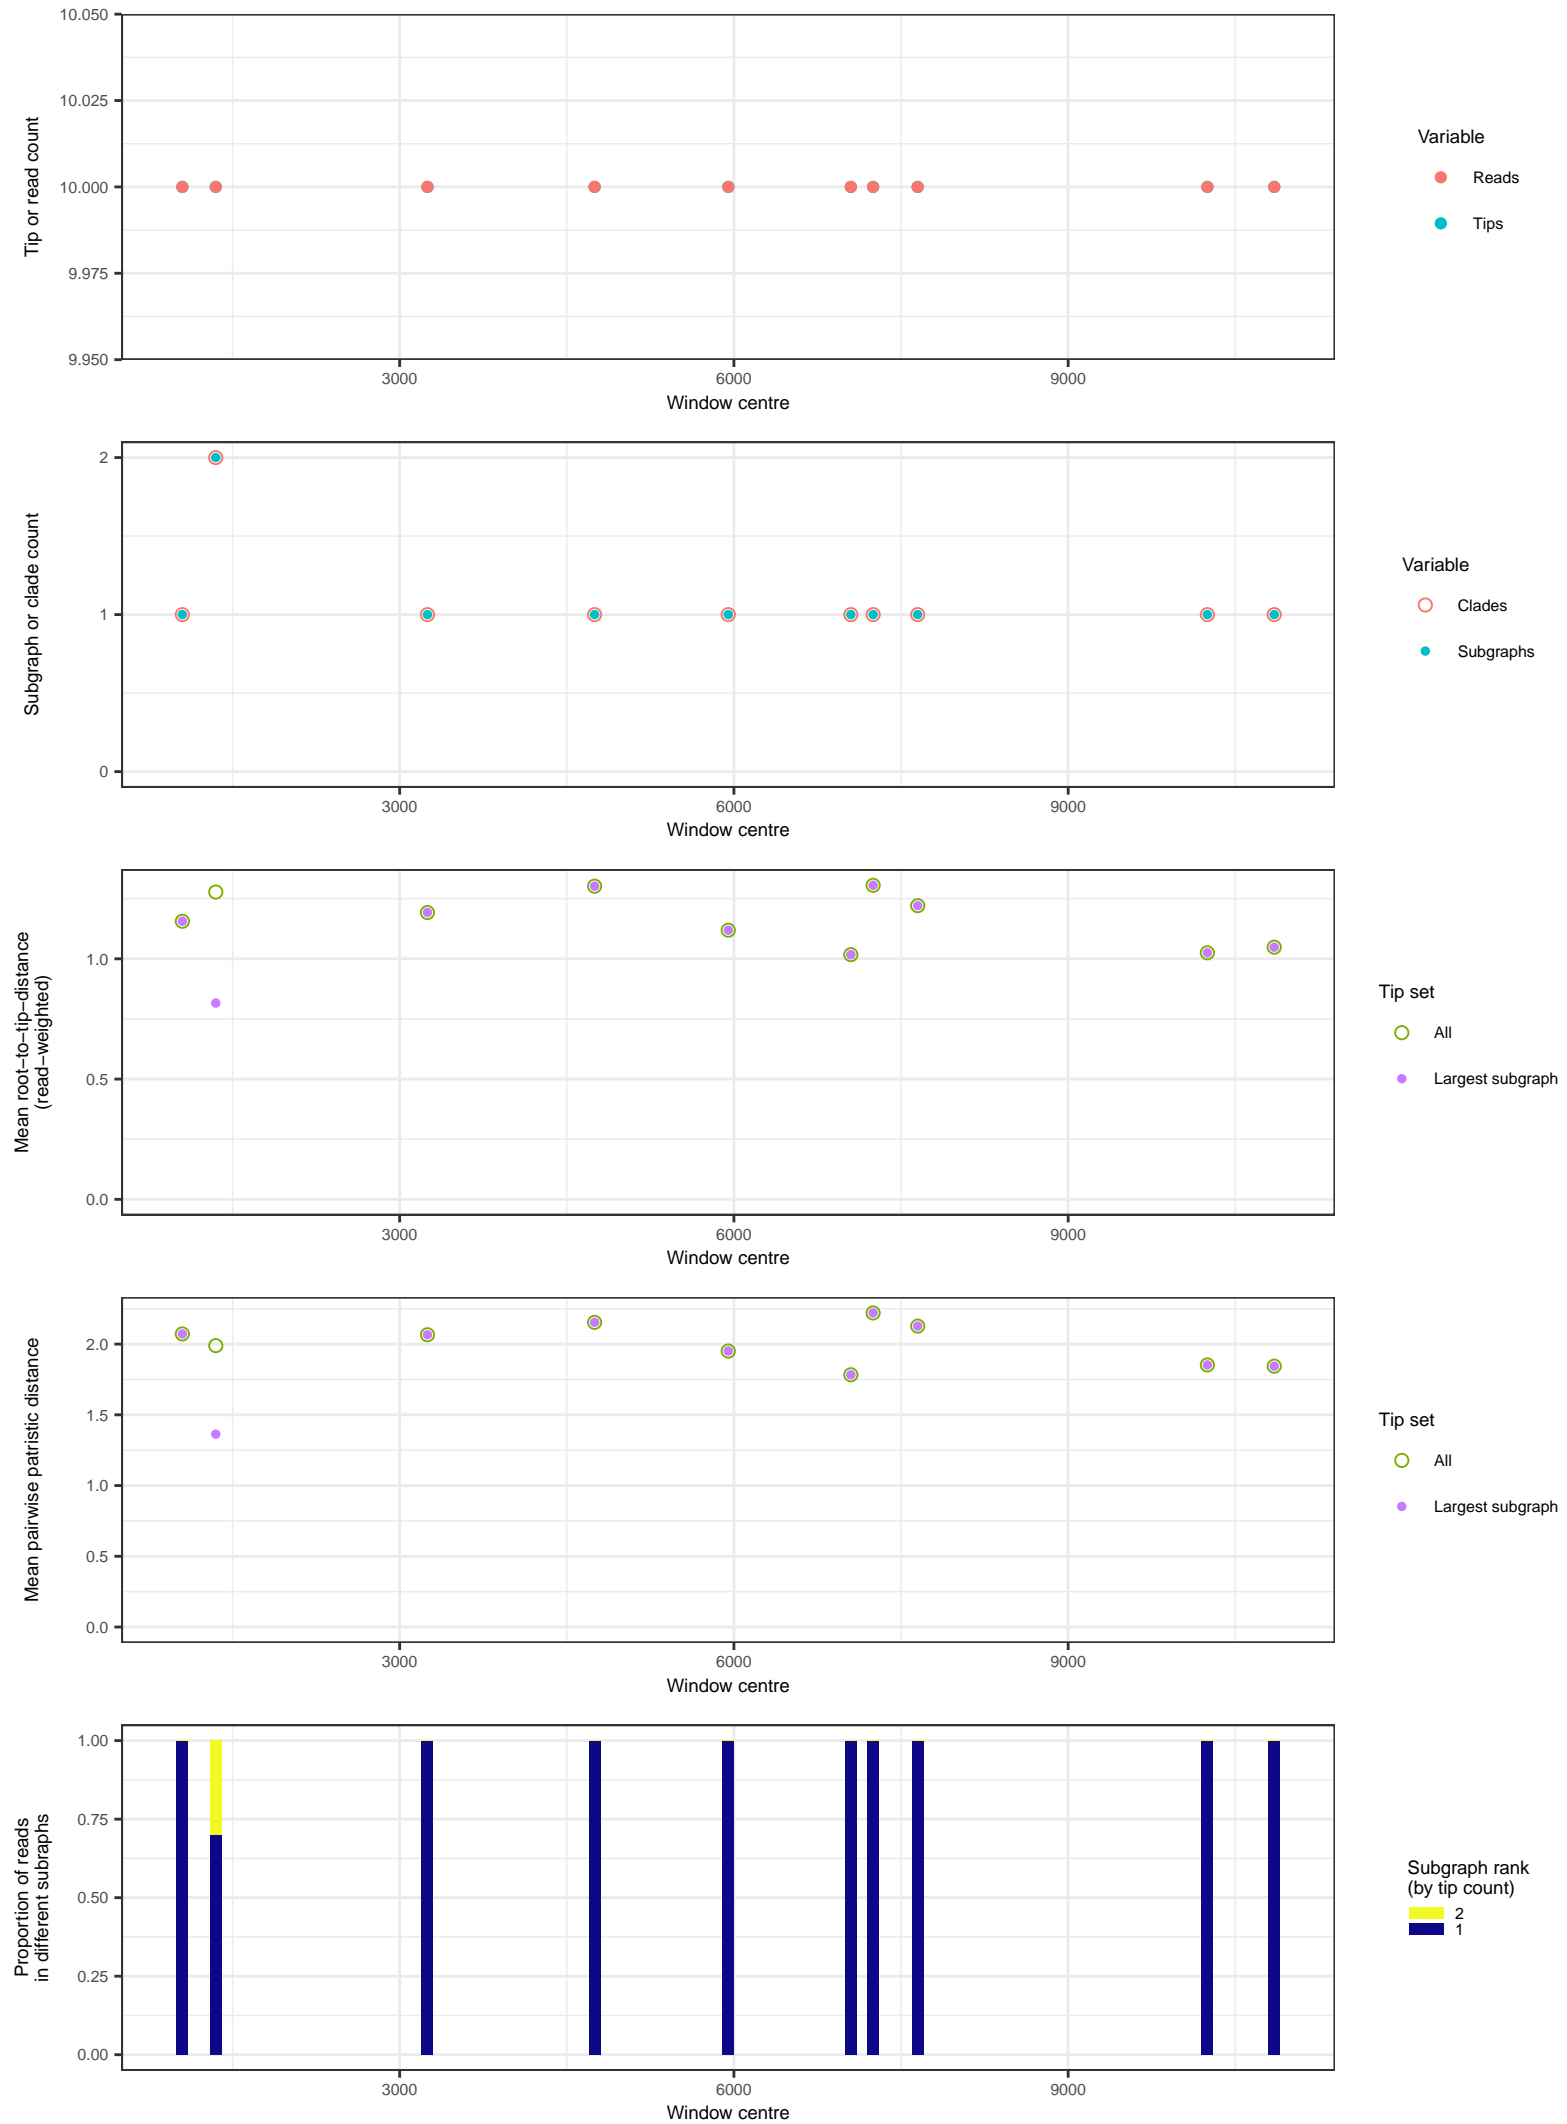 10.050
10.025
10.000
9.975
9.950
Tip or read count
3000
6000
9000
Window centre
Variable
Reads
Tips
2
1
0
Subgraph or clade count
3000
6000
9000
Window centre
Variable
Clades
Subgraphs
1.0
0.5
0.0
Mean root−to−tip−distance
(read−weighted)
3000
6000
9000
Window centre
Tip set
All
Largest subgraph
2.0
1.5
1.0
0.5
0.0
Mean pairwise patristic distance
3000
6000
9000
Window centre
Tip set
All
Largest subgraph
1.00
0.75
0.50
0.25
0.00
Proportion of reads
in different subraphs
3000
6000
9000
Window centre
Subgraph rank
(by tip count)
2
1